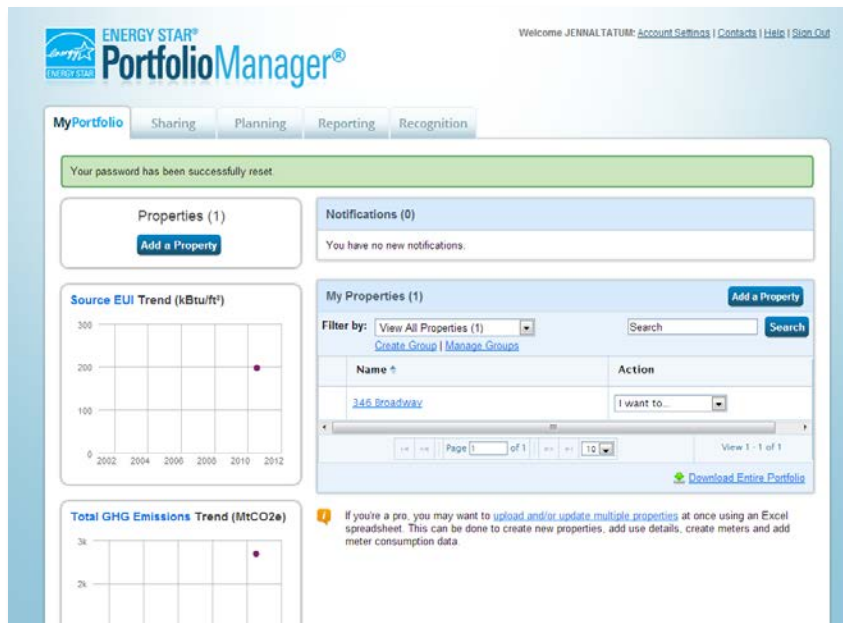 ENERGY STAR®
PortfolioManager®
energy
ENERGY STAR
Welcome JENNALTATUM: Account Settings | Contacts | Help | Sign Out
MyPortfolio Sharing Planning Reporting Recognition
Your password has been successfully reset.
Properties (1)
Add a Property
Notifications (0)
You have no new notifications.
Source EUI Trend (kBtu/ft²)
300
200
100
0
2002 2004 2006 2008 2010 2012
My Properties (1)
Add a Property
Filter by: View All Properties (1)
Search Search
Create Group | Manage Groups
Name Action
346 Broadway I want to...
Page 1 of 1 10 View 1 - 1 of 1
Download Entire Portfolio
Total GHG Emissions Trend (MtCO2e)
3k
2k
If you're a pro, you may want to upload and/or update multiple properties at once using an Excel
spreadsheet. This can be done to create new properties, add use details, create meters and add
meter consumption data.